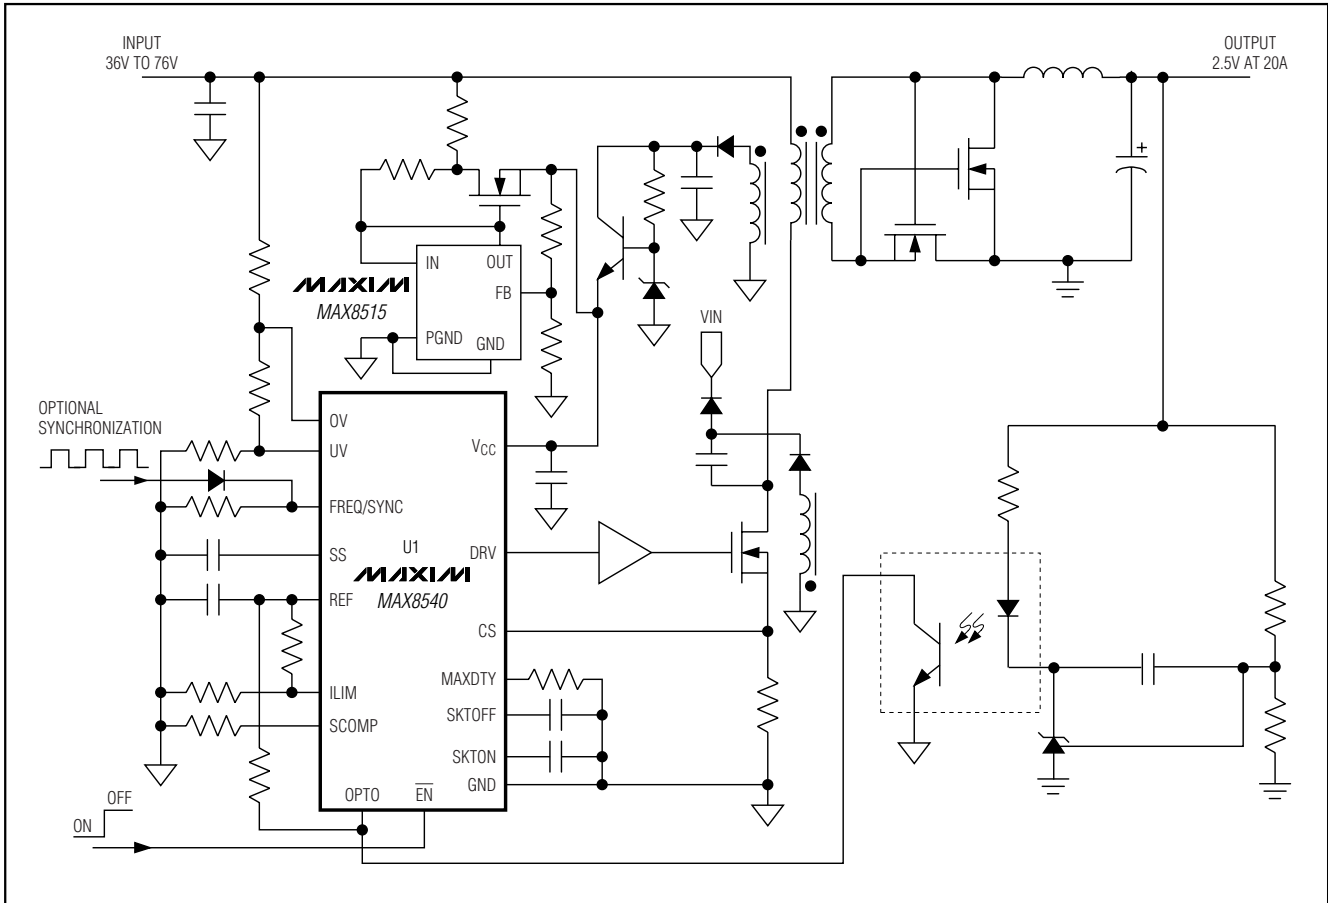 INPUT
36V TO 76V
OUTPUT
2.5V AT 20A
IN
OUT
MAXIM
MAX8515
FB
PGND
GND
VIN
OPTIONAL
SYNCHRONIZATION
OV
UV
VCC
FREQ/SYNC
SS
U1
DRV
MAXIM
MAX8540
REF
CS
MAXDTY
ILIM
SKTOFF
SCOMP
SKTON
GND
OPTO
EN
OFF
ON
+